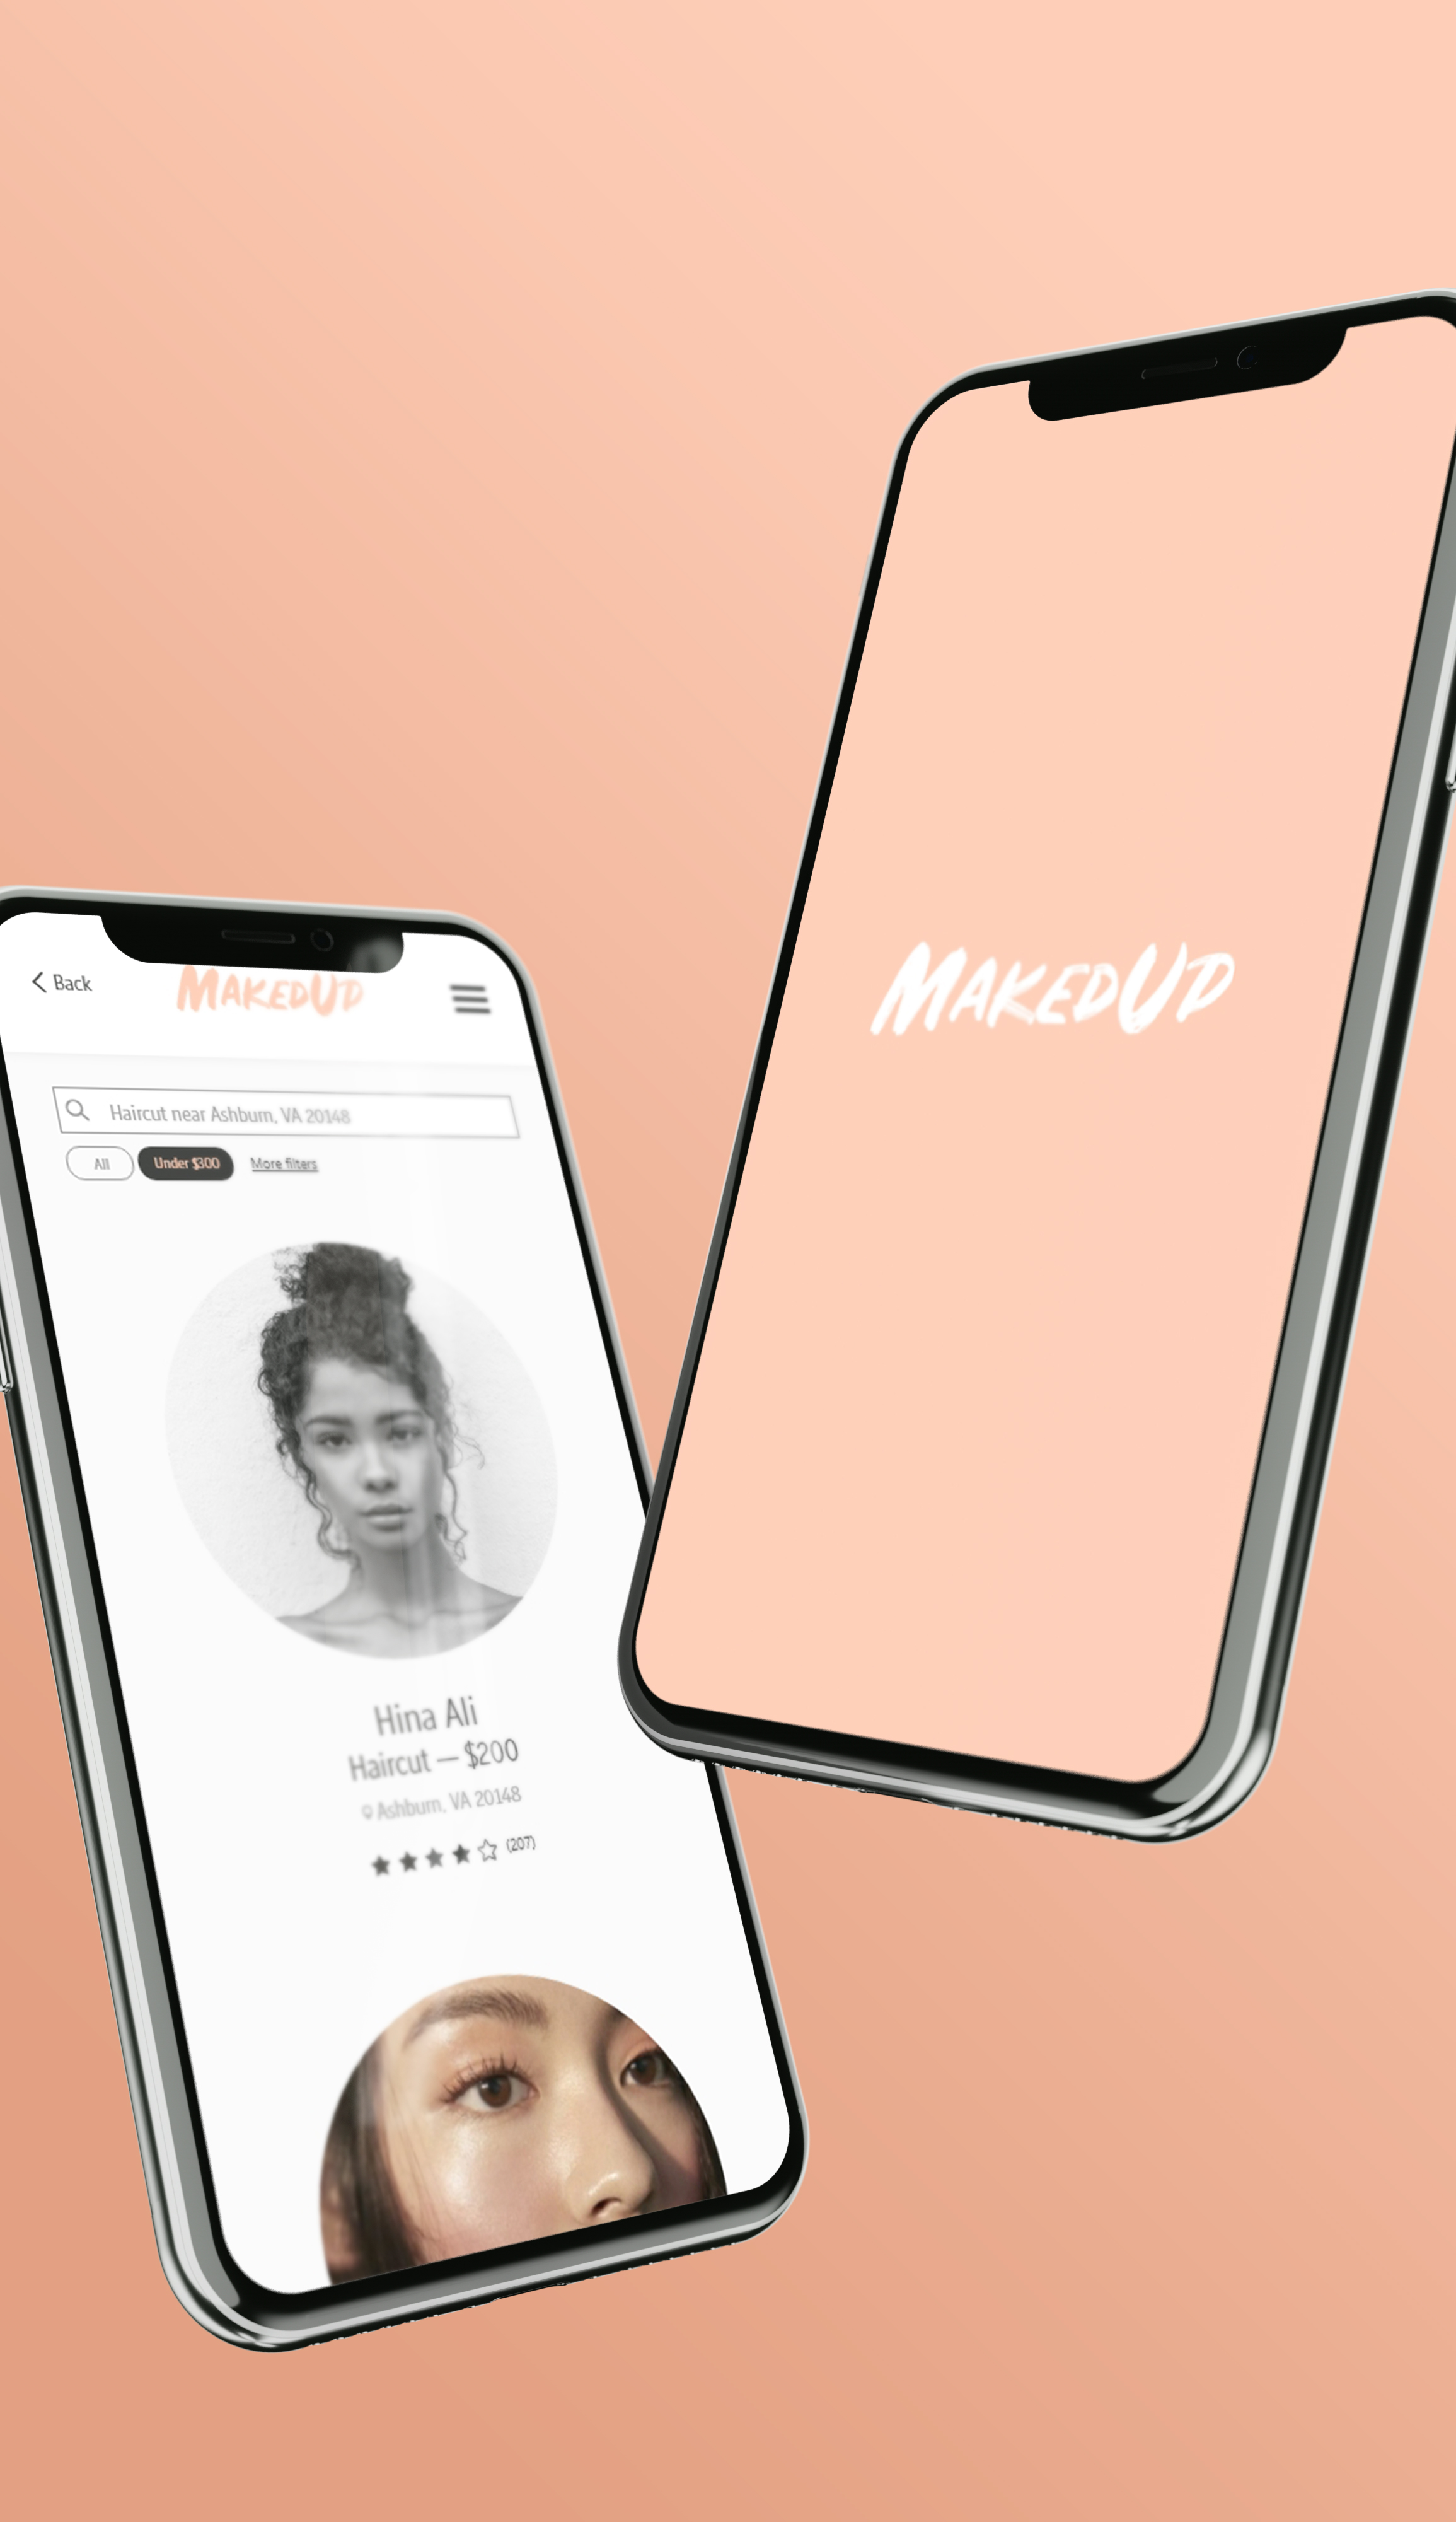 Back
MAKEDUP
Haircut near Ashburn, VA 20148
All
Under $300
More filters
Hina Ali
Haircut — $200
Ashburn, VA 20148
(207)
MAKEDUP